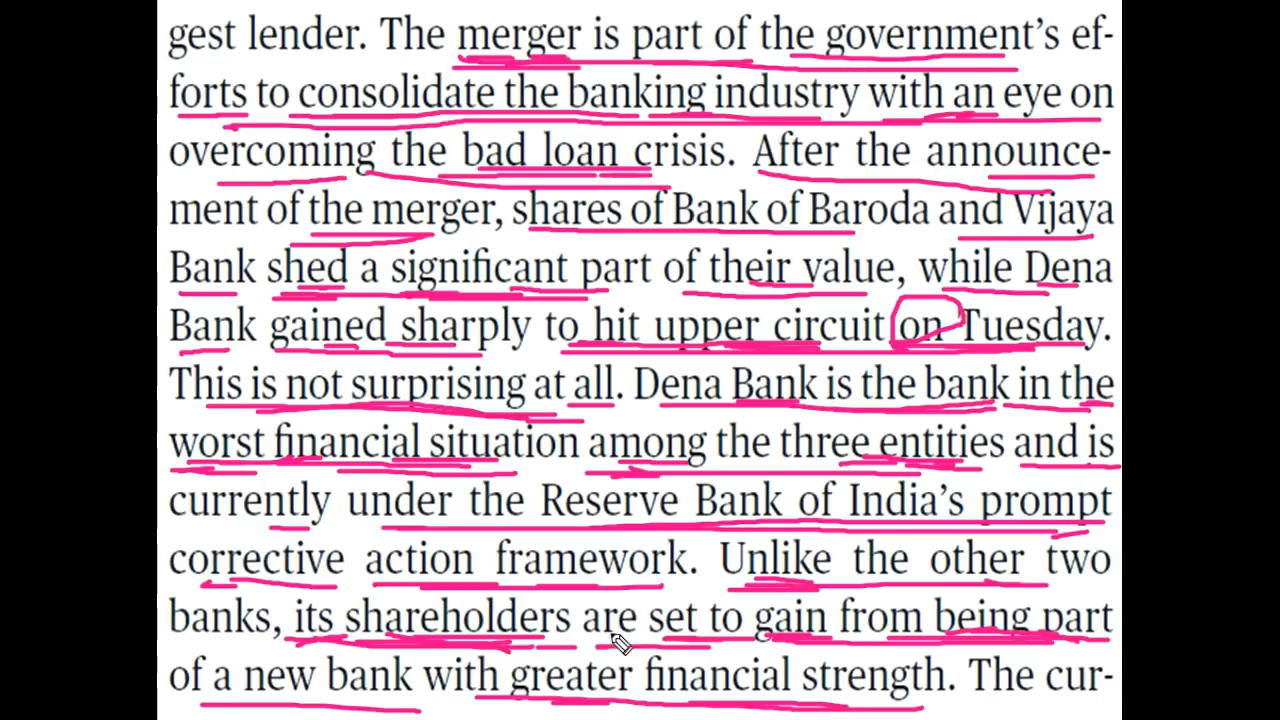 gest lender. The merger is part of the government’s ef-
forts to consolidate the banking industry with an eye on
overcoming the bad loan crisis. After the announce-
ment of the merger, shares of Bank of Baroda and Vijaya
Bank shed a significant part of their value, while Dena
Bank gained sharply to hit upper circuit on Tuesday.
This is not surprising at all. Dena Bank is the bank in the
worst financial situation among the three entities and is
currently under the Reserve Bank of India’s prompt
corrective action framework. Unlike the other two
banks, its shareholders are set to gain from being part
of a new bank with greater financial strength. The cur-